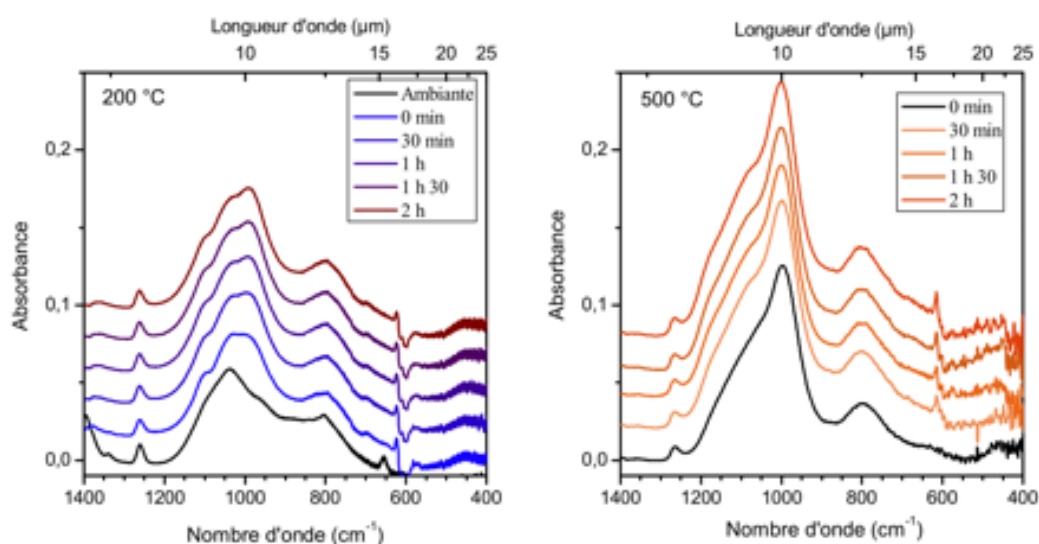 Longueur d'onde (µm)
10 15 20 25
200 °C
Ambiante
0 min
30 min
1 h
1 h 30
2 h
0,2
0,1
0,0
Absorbance
1400 1200 1000 800 600 400
Nombre d'onde (cm⁻¹)
Longueur d'onde (µm)
10 15 20 25
500 °C
0 min
30 min
1 h
1 h 30
2 h
0,2
0,1
0,0
Absorbance
1400 1200 1000 800 600 400
Nombre d'onde (cm⁻¹)